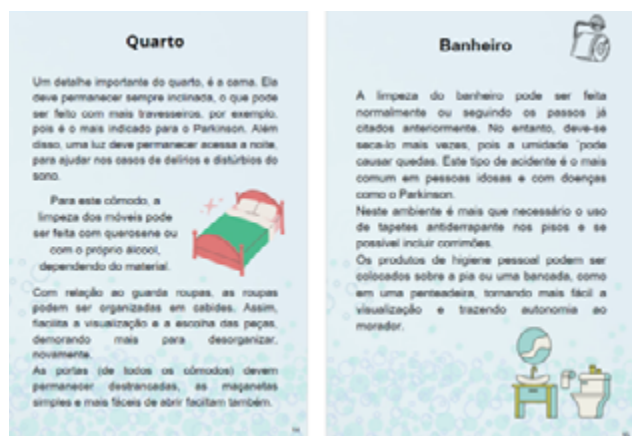 Quarto
Um detalhe importante do quarto, é a cama. Ela
deve permanecer sempre inclinada, o que pode
ser feito com mais travesseiros, por exemplo,
pois é o mais indicado para o Parkinson. Além
disso, uma luz deve permanecer acessa a noite,
para ajudar nos casos de delírios e distúrbios do
sono.
Para este cômodo, a
limpeza dos móveis pode
ser feita com querosene ou
com o próprio álcool,
dependendo do material.
Com relação ao guarda roupas, as roupas
podem ser organizadas em cabides. Assim,
facilita a visualização e a escolha das peças,
demorando mais para desorganizar,
novamente.
As portas (de todos os cômodos) devem
permanecer destrancadas, as maçanetas
simples e mais fáceis de abrir facilitam também.
Banheiro
A limpeza do banheiro pode ser feita
normalmente ou seguindo os passos já
citados anteriormente. No entanto, deve-se
seca-lo mais vezes, pois a umidade ¨pode
causar quedas. Este tipo de acidente é o mais
comum em pessoas idosas e com doenças
como o Parkinson.
Neste ambiente é mais que necessário o uso
de tapetes antiderrapante nos pisos e se
possível incluir corrimões.
Os produtos de higiene pessoal podem ser
colocados sobre a pia ou uma bancada, como
em uma penteadeira, tornando mais fácil a
visualização e trazendo autonomia ao
morador.